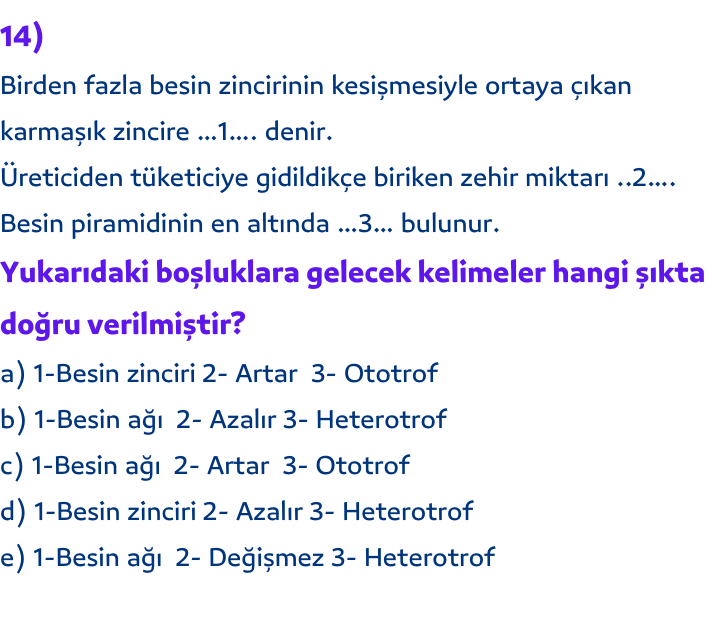 14)
Birden fazla besin zincirinin kesişmesiyle ortaya çıkan
karmaşık zincire ...1.... denir.
Üreticiden tüketiciye gidildikçe biriken zehir miktarı ..2....
Besin piramidinin en altında ...3... bulunur.
Yukarıdaki boşluklara gelecek kelimeler hangi şıkta
doğru verilmiştir?
a) 1-Besin zinciri 2- Artar  3- Ototrof
b) 1-Besin ağı  2- Azalır 3- Heterotrof
c) 1-Besin ağı  2- Artar  3- Ototrof
d) 1-Besin zinciri 2- Azalır 3- Heterotrof
e) 1-Besin ağı  2- Değişmez 3- Heterotrof